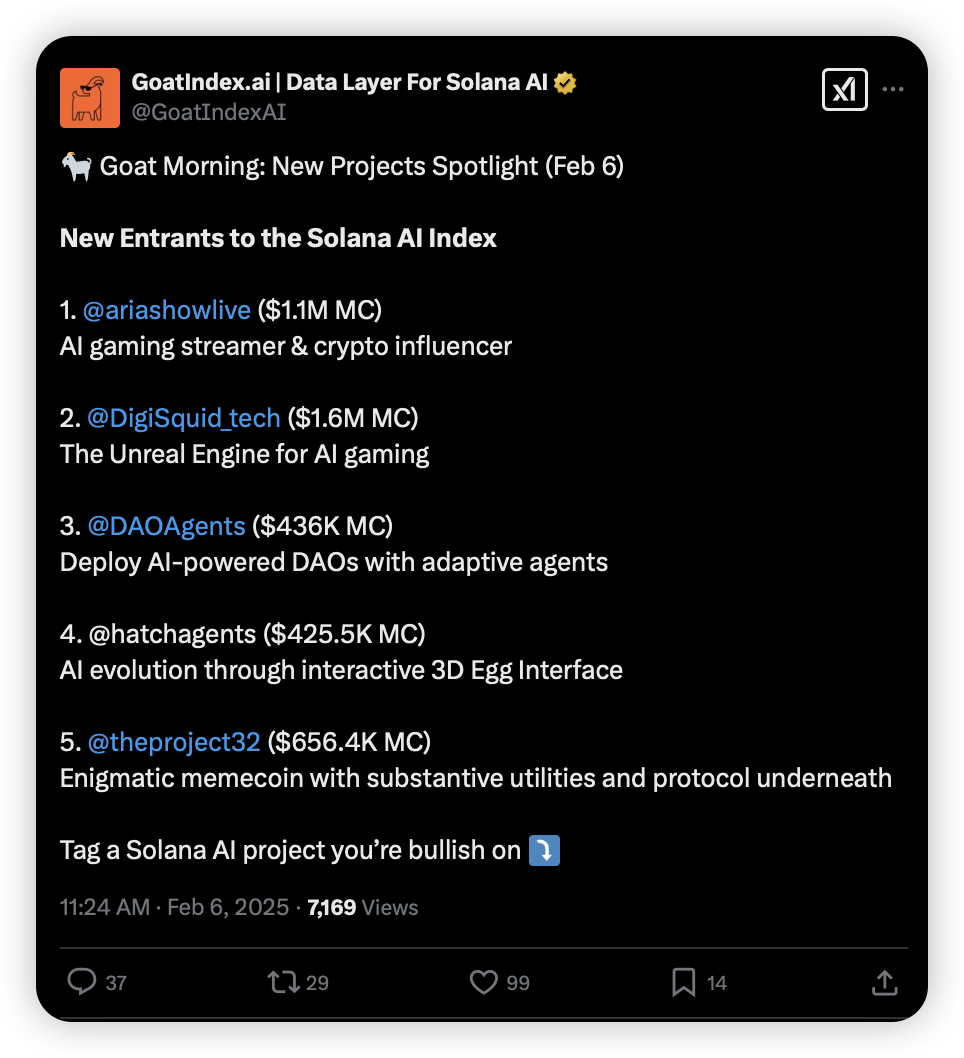 GoatIndex.ai | Data Layer For Solana AI
@GoatIndexAI
🐐 Goat Morning: New Projects Spotlight (Feb 6)
New Entrants to the Solana AI Index
1. @ariashowlive ($1.1M MC)
AI gaming streamer & crypto influencer
2. @DigiSquid_tech ($1.6M MC)
The Unreal Engine for AI gaming
3. @DAOAgents ($436K MC)
Deploy AI-powered DAOs with adaptive agents
4. @hatchagents ($425.5K MC)
AI evolution through interactive 3D Egg Interface
5. @theproject32 ($656.4K MC)
Enigmatic memecoin with substantive utilities and protocol underneath
Tag a Solana AI project you’re bullish on ⤵️
11:24 AM · Feb 6, 2025 · 7,169 Views
37 29 99 14